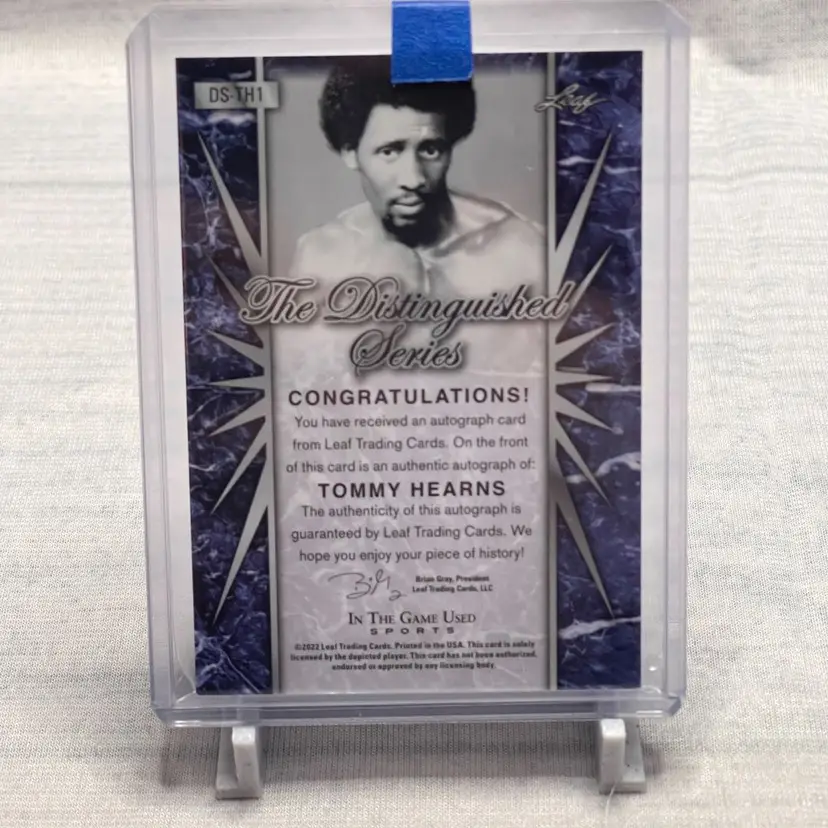 DS-TH1
Leaf
The Distinguished
Series
CONGRATULATIONS!
You have received an autograph card
from Leaf Trading Cards. On the front
of this card is an authentic autograph of:
TOMMY HEARNS
The authenticity of this autograph is
guaranteed by Leaf Trading Cards. We
hope you enjoy your piece of history!
Brian Gray, President
Leaf Trading Cards, LLC
IN THE GAME USED
SPORTS
©2022 Leaf Trading Cards. Printed in the USA. This card is solely
licensed by the depicted player. This card has not been authorized,
endorsed or approved by any licensing body.